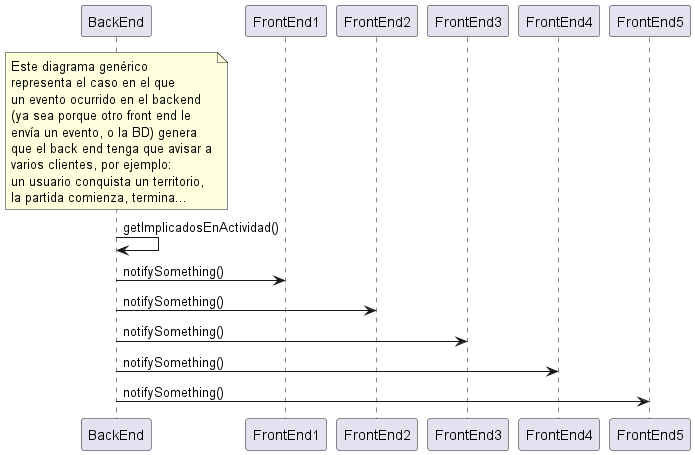 BackEnd
FrontEnd1
FrontEnd2
FrontEnd3
FrontEnd4
FrontEnd5
Este diagrama genérico
representa el caso en el que
un evento ocurrido en el backend
(ya sea porque otro front end le
envía un evento, o la BD) genera
que el back end tenga que avisar a
varios clientes, por ejemplo:
un usuario conquista un territorio,
la partida comienza, termina...
getImplicadosEnActividad()
notifySomething()
notifySomething()
notifySomething()
notifySomething()
notifySomething()
BackEnd
FrontEnd1
FrontEnd2
FrontEnd3
FrontEnd4
FrontEnd5